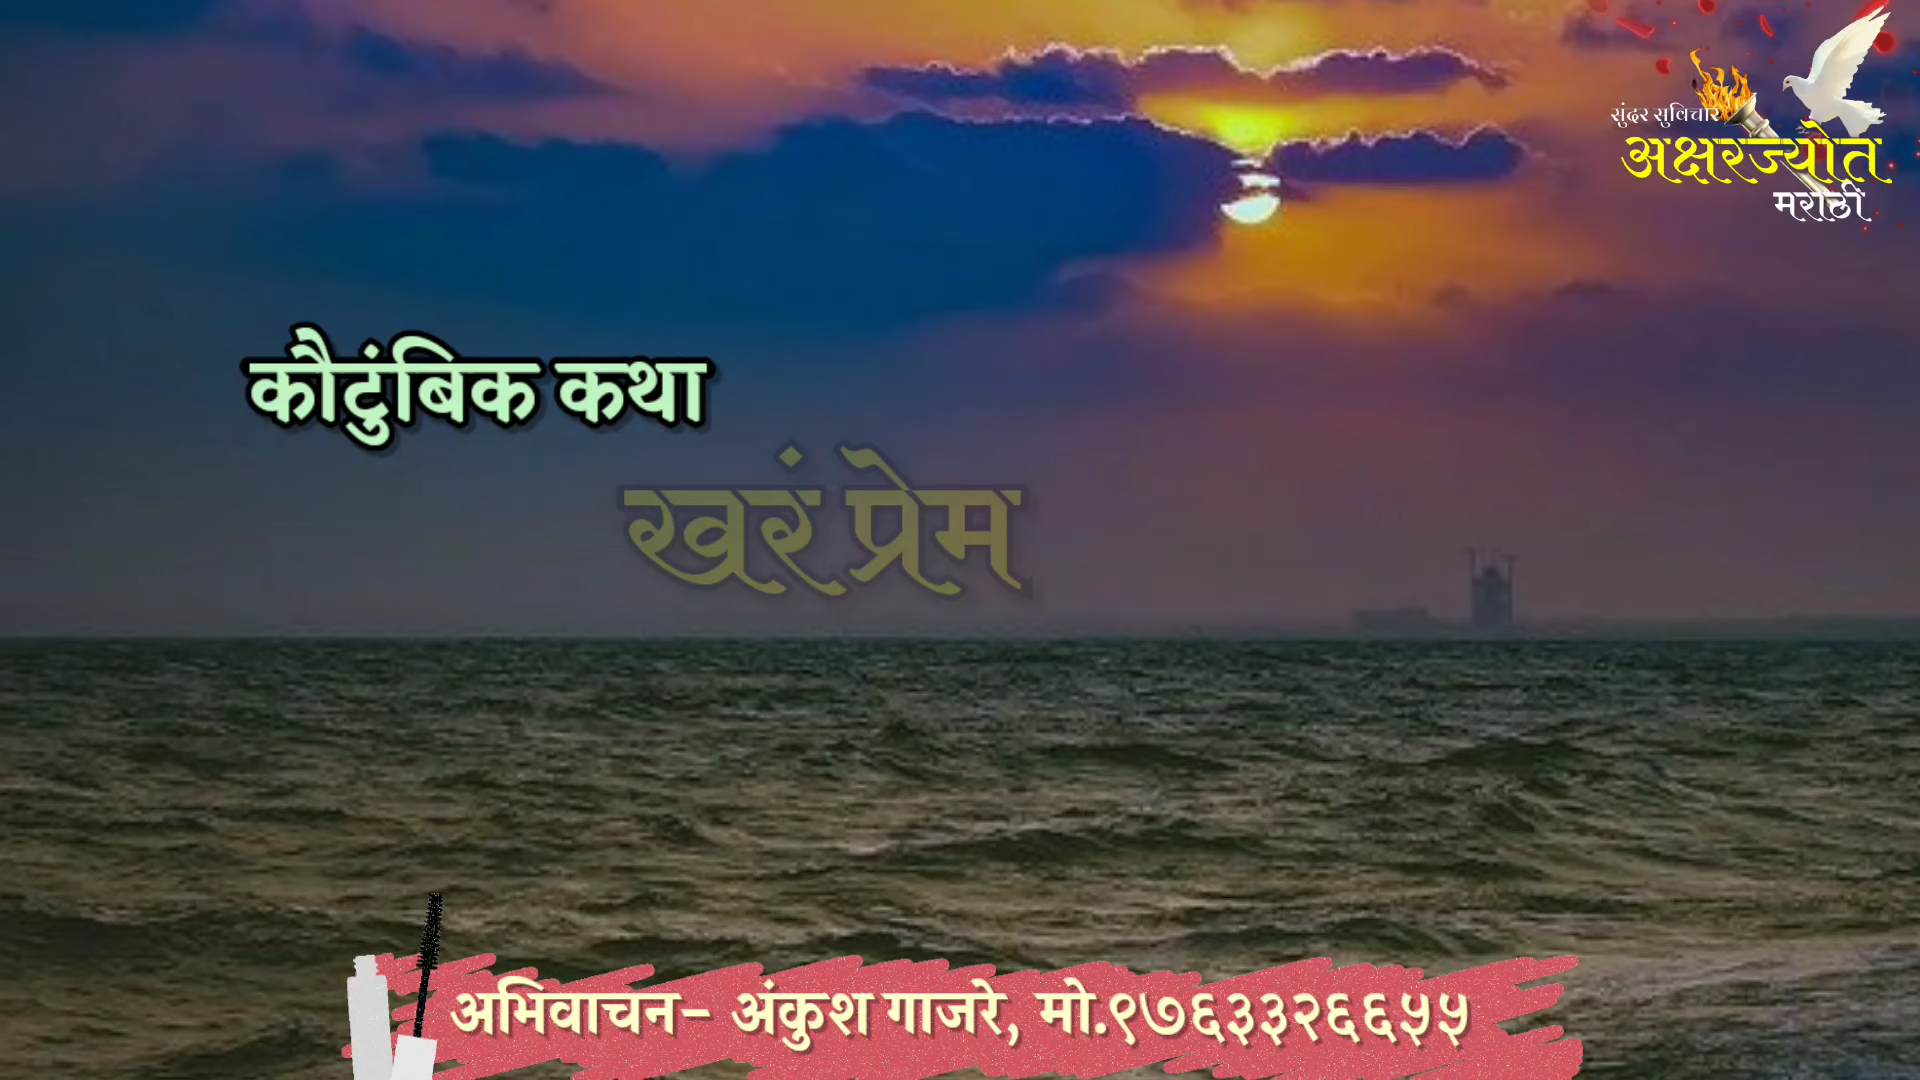 सुंदर सुविचार
अक्षरज्योत
मराठी
कौटुंबिक कथा
खरं प्रेम
अभिवाचन- अंकुश गाजरे, मो.९७६३३२६६५५